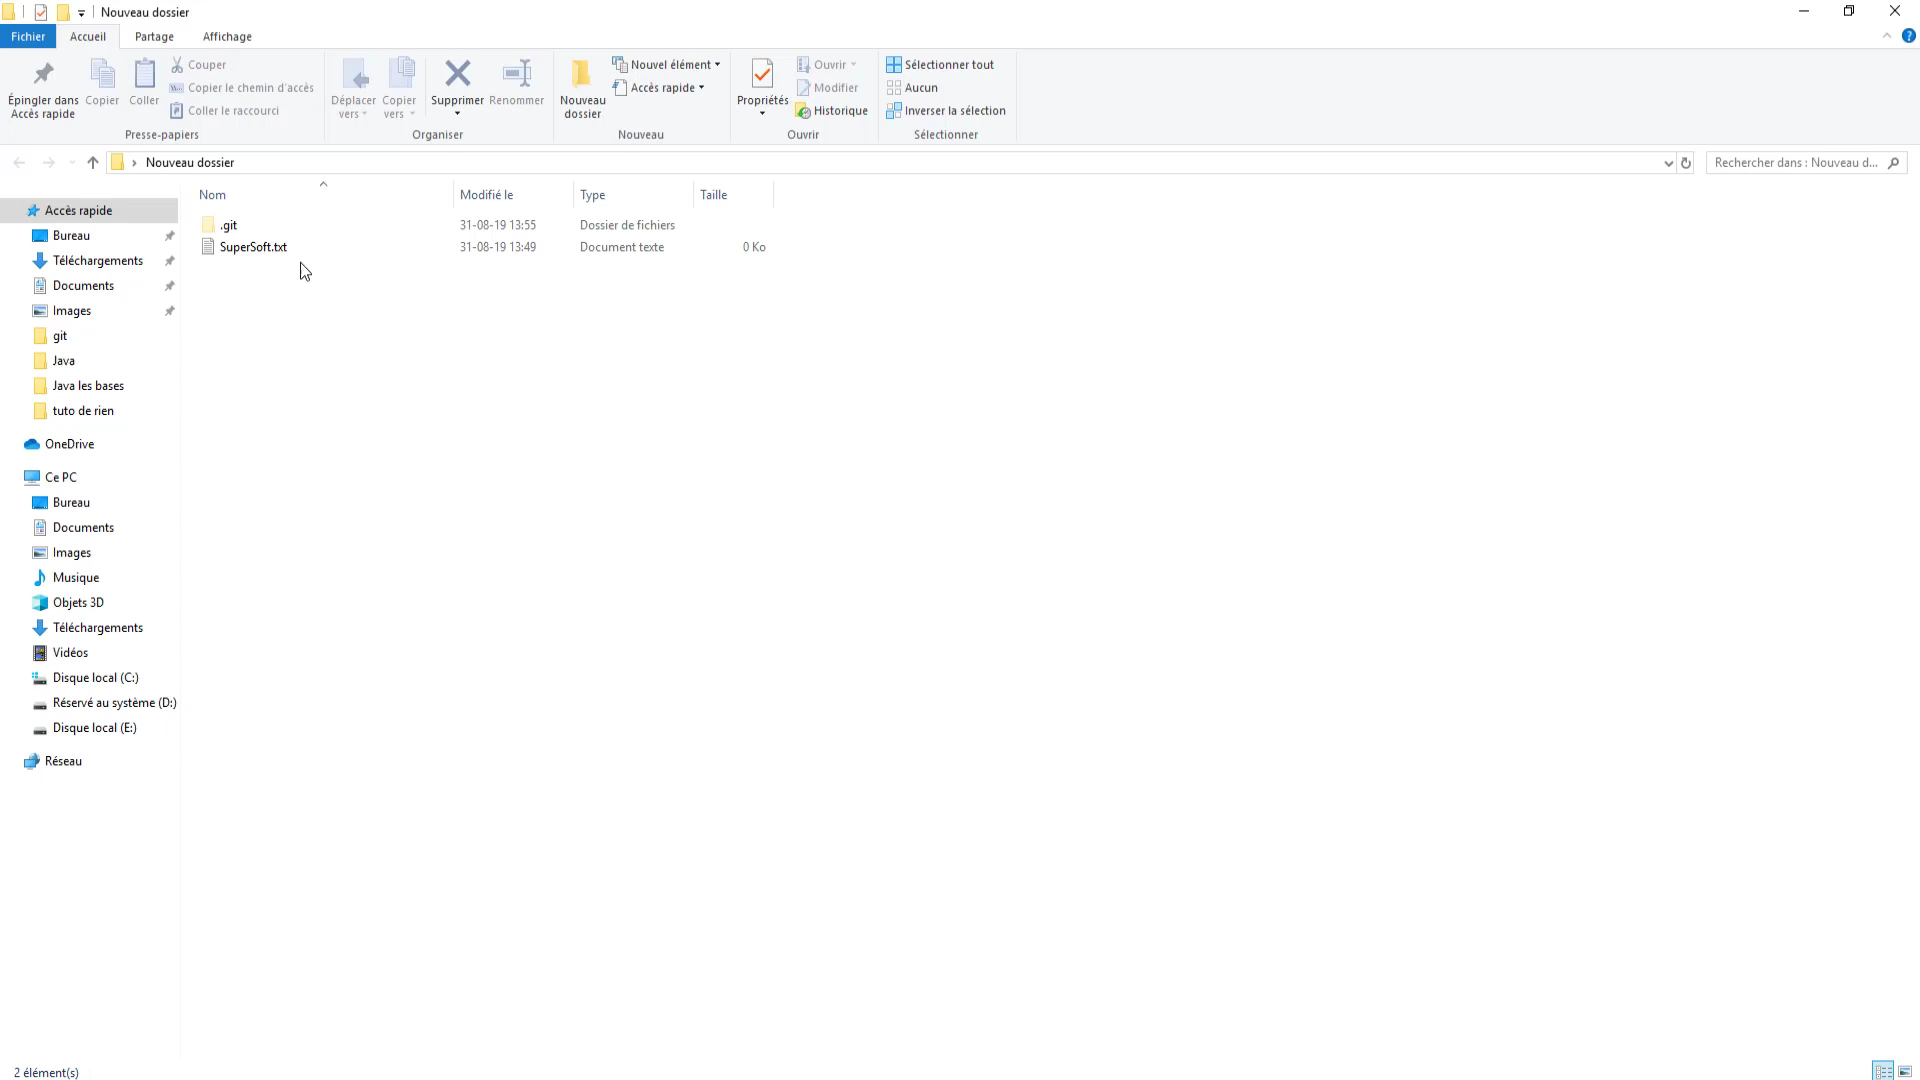 Nouveau dossier
Fichier
Accueil
Partage
Affichage
Épingler dans
Accès rapide
Copier
Coller
Couper
Copier le chemin d'accès
Coller le raccourci
Presse-papiers
Déplacer
vers
Copier
vers
Supprimer
Renommer
Organiser
Nouveau
dossier
Nouvel élément
Accès rapide
Nouveau
Propriétés
Ouvrir
Modifier
Historique
Ouvrir
Sélectionner tout
Aucun
Inverser la sélection
Sélectionner
Nouveau dossier
Rechercher dans : Nouveau d...
Nom
Modifié le
Type
Taille
.git
31-08-19 13:55
Dossier de fichiers
SuperSoft.txt
31-08-19 13:49
Document texte
0 Ko
Accès rapide
Bureau
Téléchargements
Documents
Images
git
Java
Java les bases
tuto de rien
OneDrive
Ce PC
Bureau
Documents
Images
Musique
Objets 3D
Téléchargements
Vidéos
Disque local (C:)
Réservé au système (D:)
Disque local (E:)
Réseau
2 élément(s)